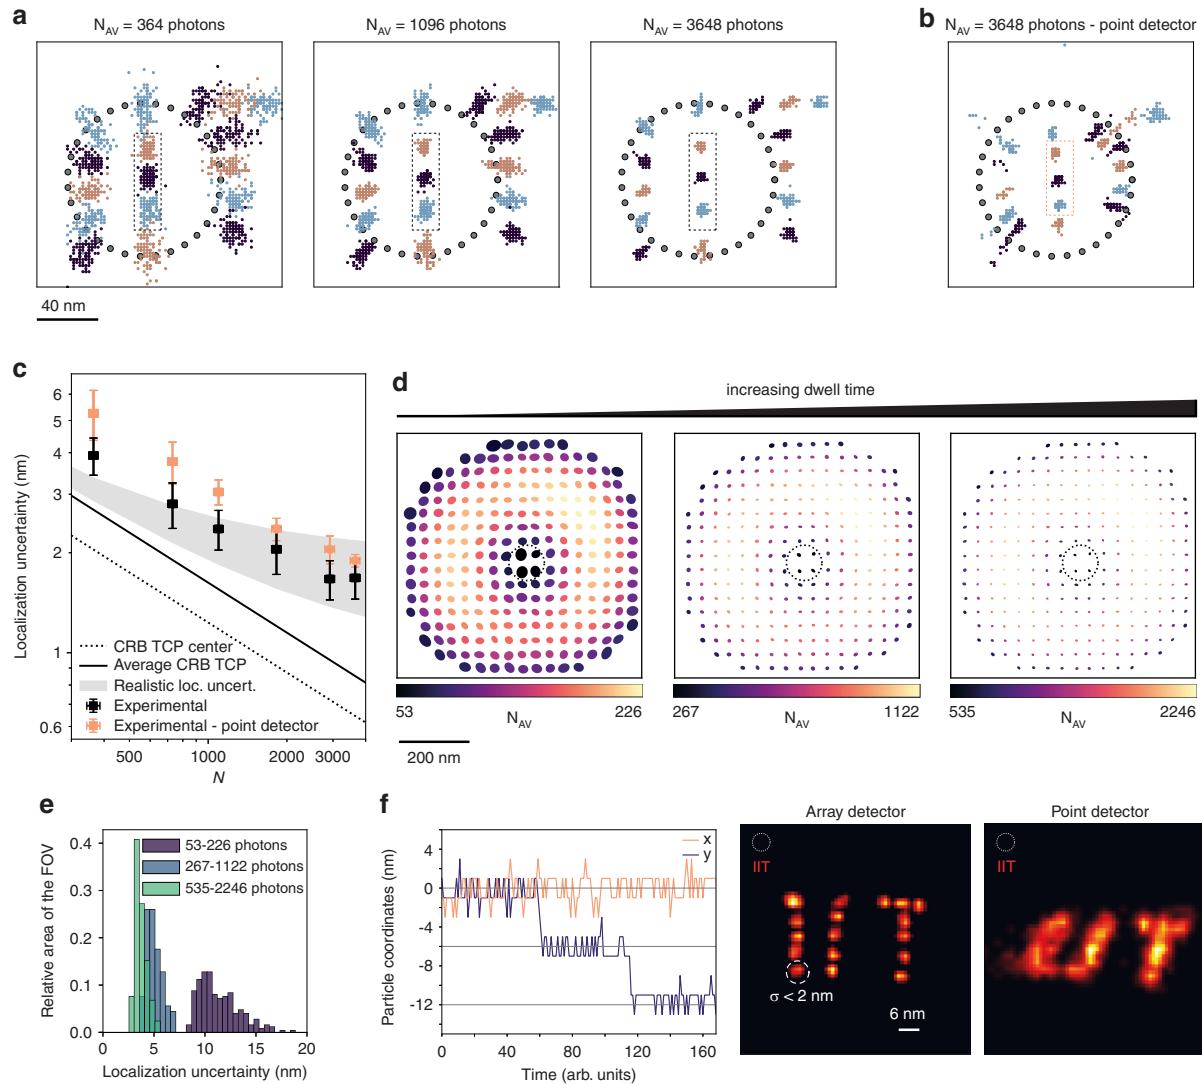 a
N_AV = 364 photons
N_AV = 1096 photons
N_AV = 3648 photons
b
N_AV = 3648 photons - point detector
40 nm
c
6
5
4
3
2
1
0.6
Localization uncertainty (nm)
CRB TCP center
Average CRB TCP
Realistic loc. uncert.
Experimental
Experimental - point detector
500
1000
2000
3000
N
d
increasing dwell time
53
N_AV
226
267
N_AV
1122
535
N_AV
2246
200 nm
e
0.4
0.3
0.2
0.1
0.0
Relative area of the FOV
53-226 photons
267-1122 photons
535-2246 photons
0
5
10
15
20
Localization uncertainty (nm)
f
4
0
-4
-8
-12
Particle coordinates (nm)
x
y
0
40
80
120
160
Time (arb. units)
Array detector
IIT
σ < 2 nm
6 nm
Point detector
IIT